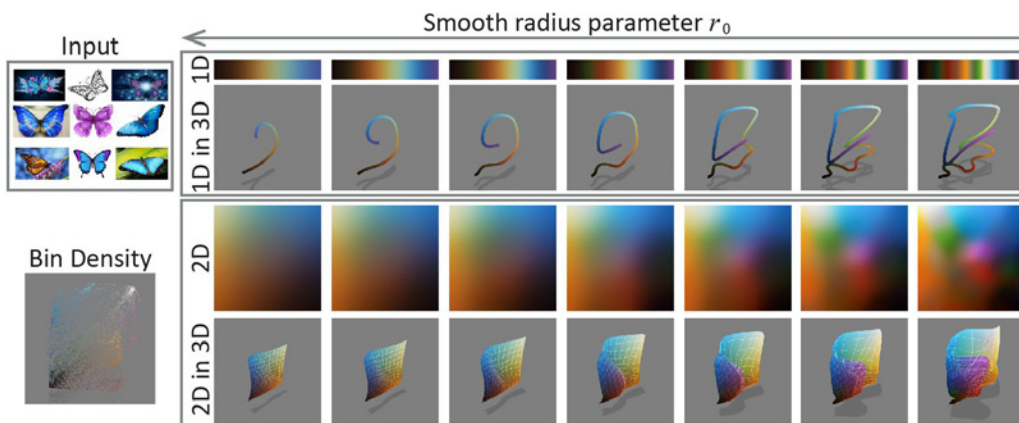 Smooth radius parameter r₀
Input
1D
1D in 3D
Bin Density
2D
2D in 3D